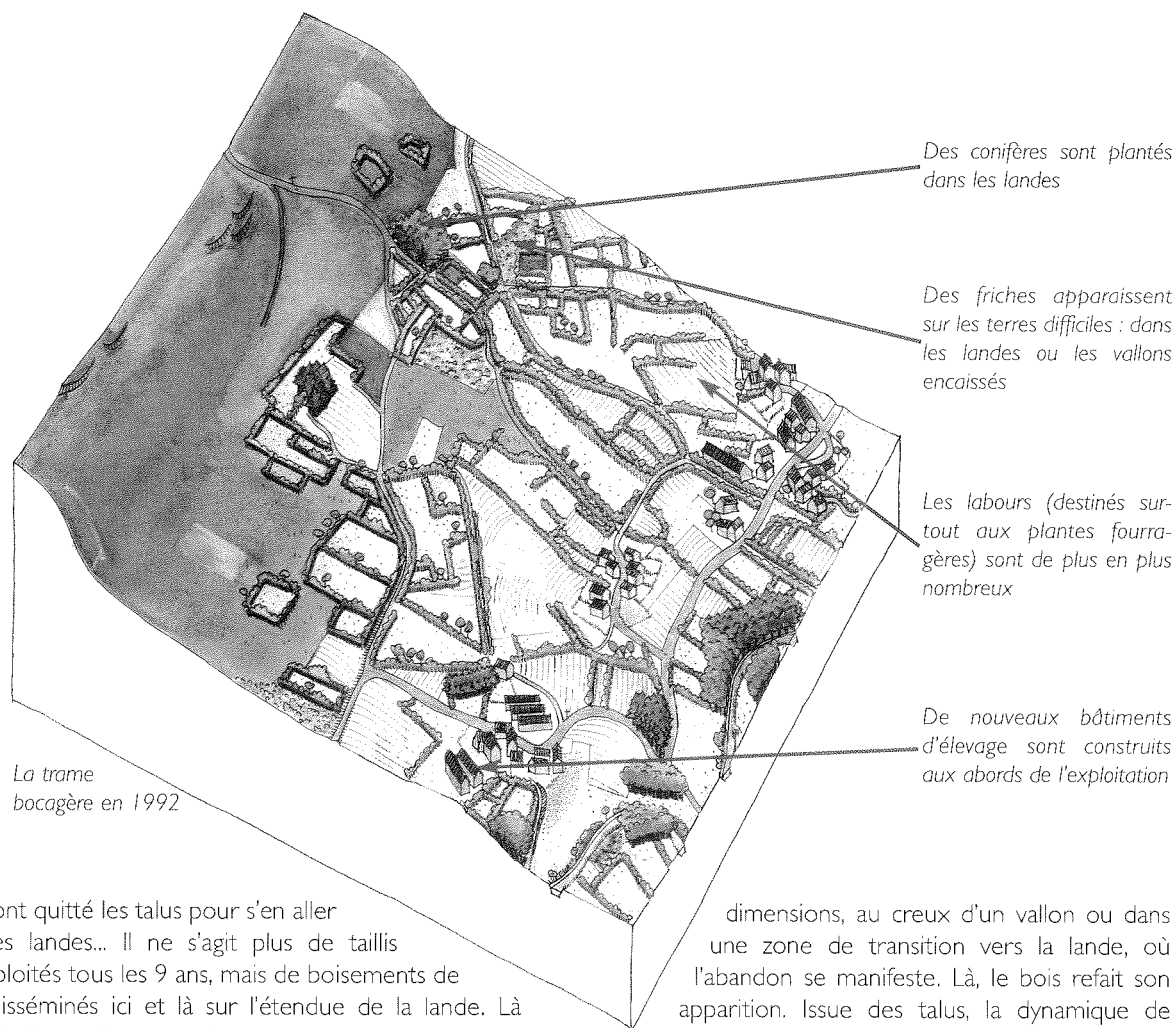 Des conifères sont plantés
dans les landes
Des friches apparaissent
sur les terres difficiles : dans
les landes ou les vallons
encaissés
Les labours (destinés sur-
tout aux plantes fourra-
gères) sont de plus en plus
nombreux
De nouveaux bâtiments
d'élevage sont construits
aux abords de l'exploitation
La trame
bocagère en 1992
ont quitté les talus pour s'en aller
es landes... Il ne s'agit plus de taillis
ploités tous les 9 ans, mais de boisements de
isséminés ici et là sur l'étendue de la lande. Là
dimensions, au creux d'un vallon ou dans
une zone de transition vers la lande, où
l'abandon se manifeste. Là, le bois refait son
apparition. Issue des talus, la dynamique de